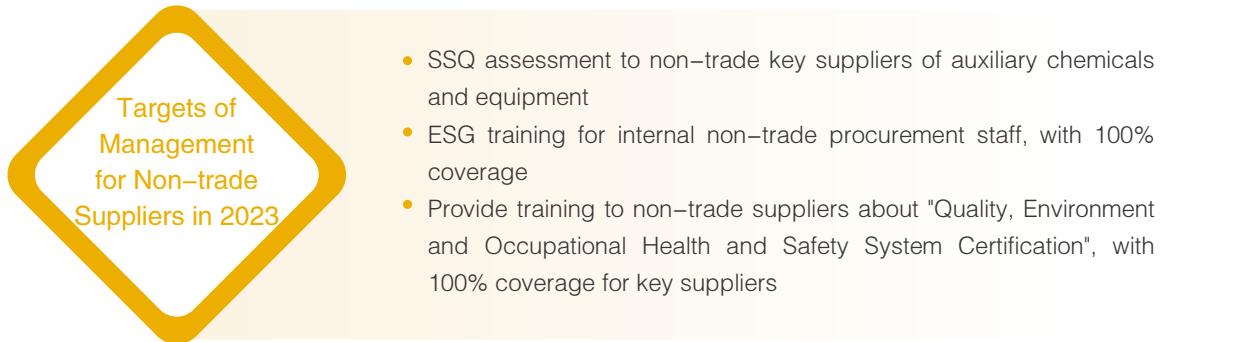 Targets of
Management
for Non–trade
Suppliers in 2023
• SSQ assessment to non–trade key suppliers of auxiliary chemicals
and equipment
• ESG training for internal non–trade procurement staff, with 100%
coverage
• Provide training to non–trade suppliers about "Quality, Environment
and Occupational Health and Safety System Certification", with
100% coverage for key suppliers